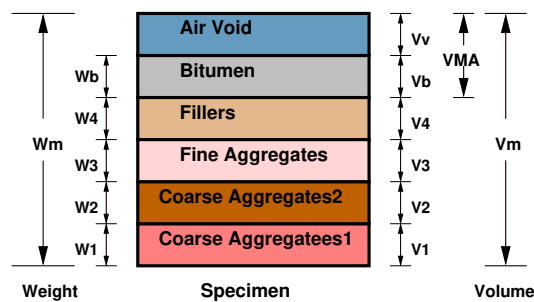 Air Void
Vv
VMA
Wb
Bitumen
Vb
W4
Fillers
V4
Wm
Vm
W3
Fine Aggregates
V3
W2
Coarse Aggregates2
V2
W1
Coarse Aggregatees1
V1
Weight
Specimen
Volume